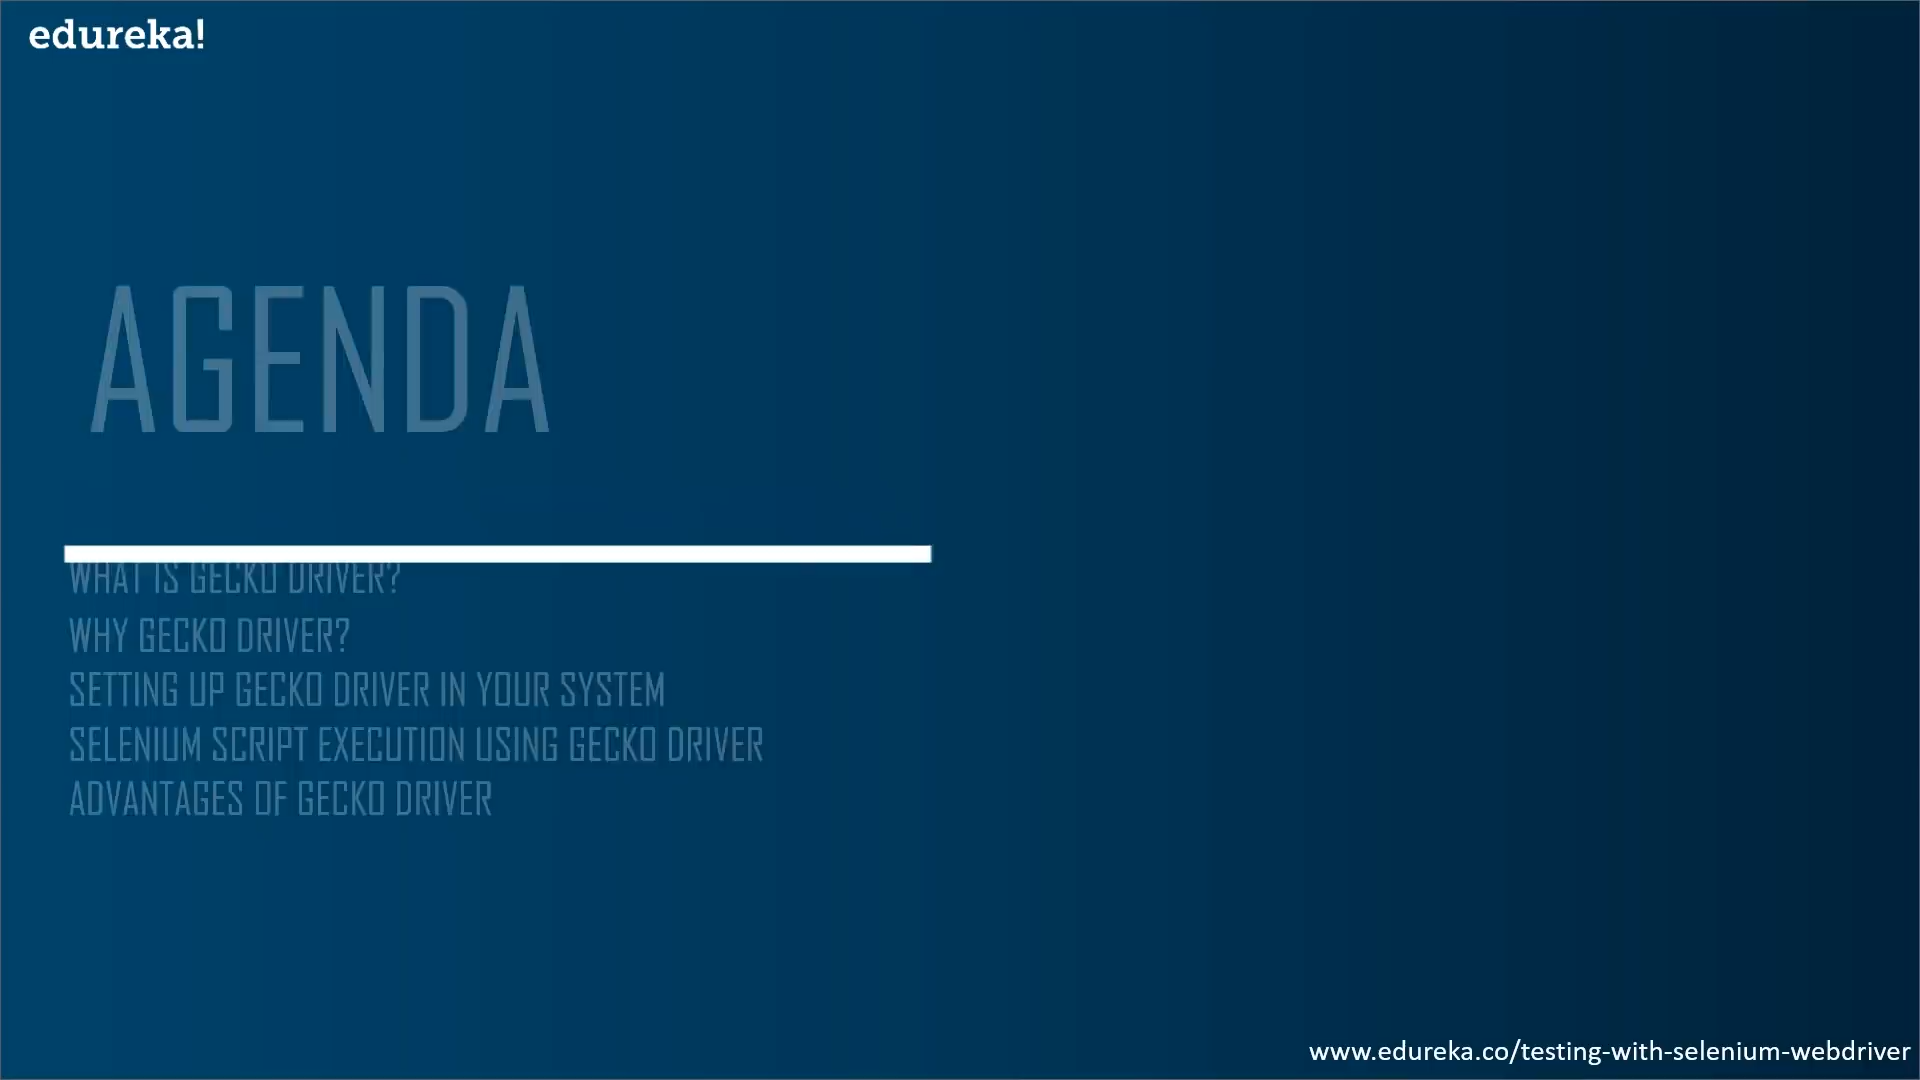 edureka!
AGENDA
WHAT IS GECKO DRIVER?
WHY GECKO DRIVER?
SETTING UP GECKO DRIVER IN YOUR SYSTEM
SELENIUM SCRIPT EXECUTION USING GECKO DRIVER
ADVANTAGES OF GECKO DRIVER
www.edureka.co/testing-with-selenium-webdriver